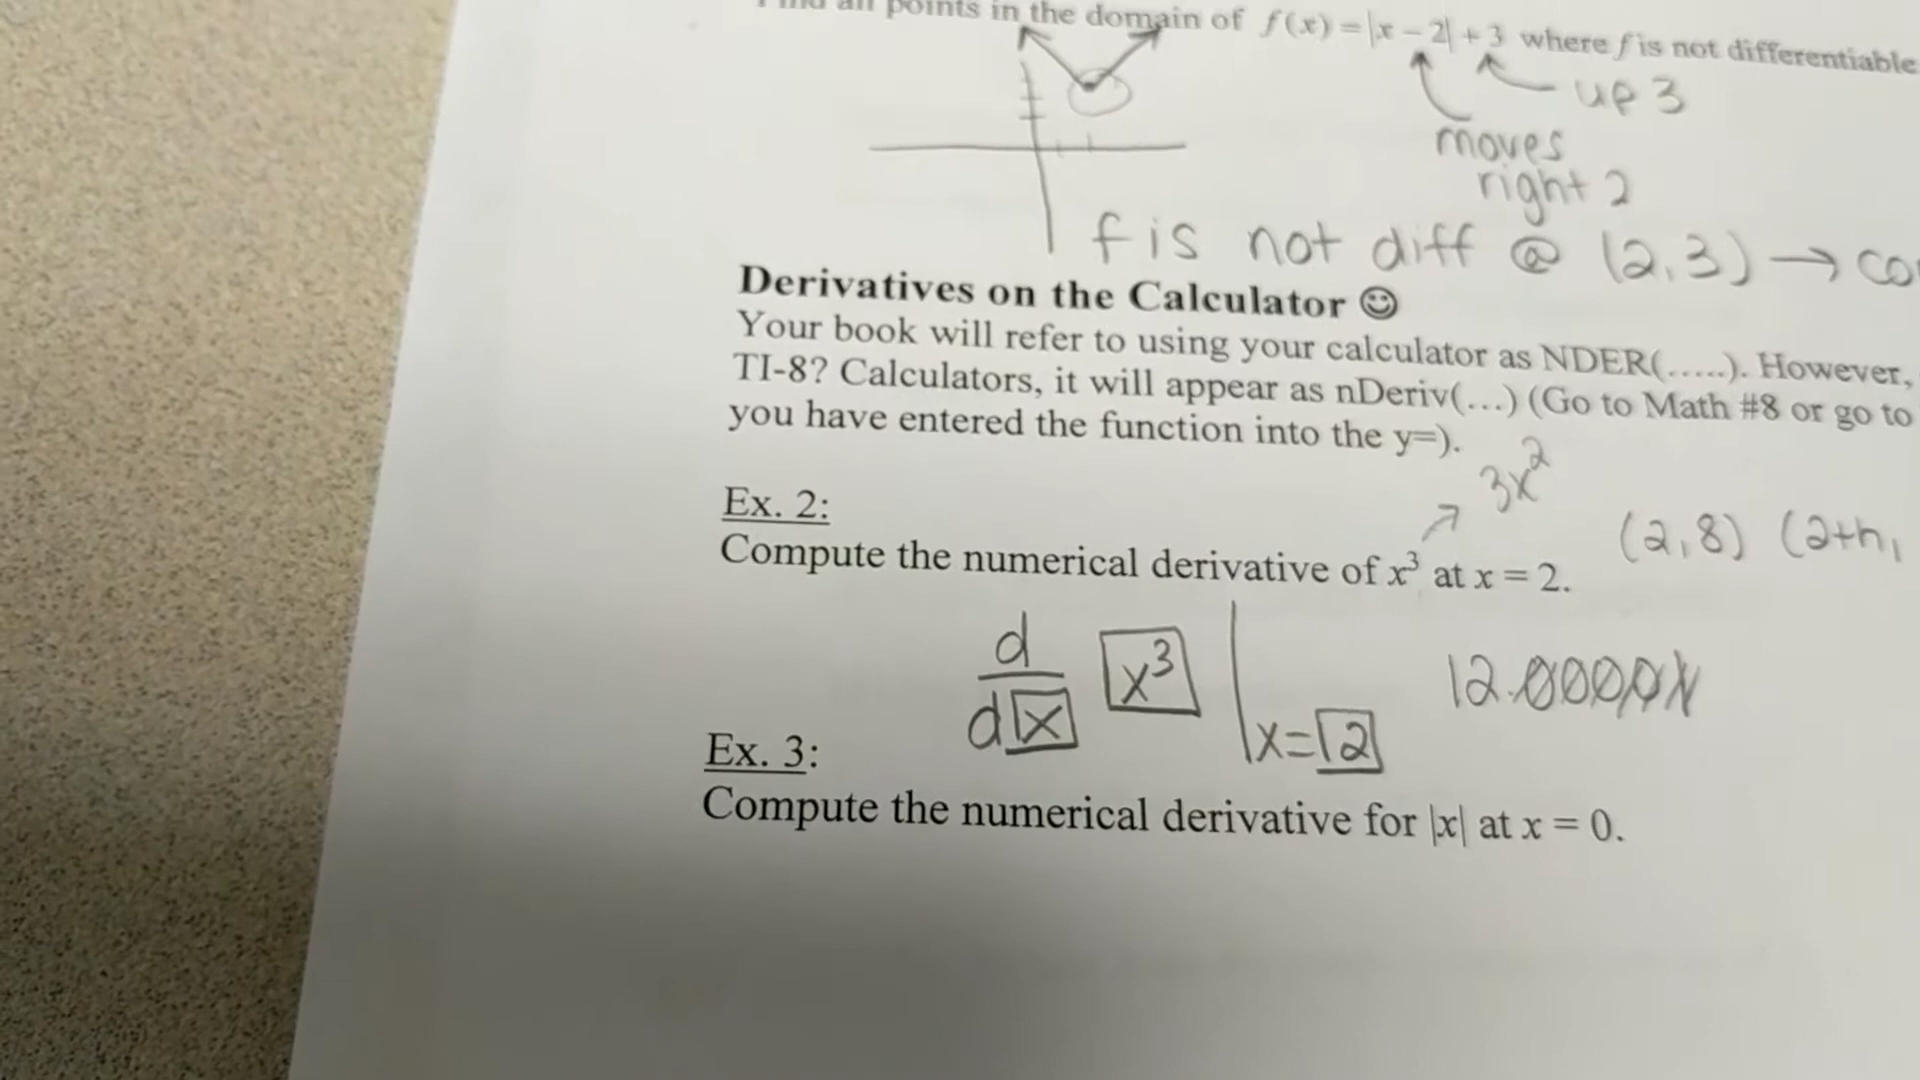 Find all points in the domain of f(x) = |x - 2| + 3 where f is not differentiable
up 3
moves
right 2
f is not diff @ (2,3) →
Derivatives on the Calculator ☺
Your book will refer to using your calculator as NDER(.....). However,
TI-8? Calculators, it will appear as nDeriv(...) (Go to Math #8 or go to
you have entered the function into the y=).
3x²
Ex. 2:
(2,8) (2+h,
Compute the numerical derivative of x³ at x = 2.
d/dx x³ | x=2
12.0000
Ex. 3:
Compute the numerical derivative for |x| at x = 0.